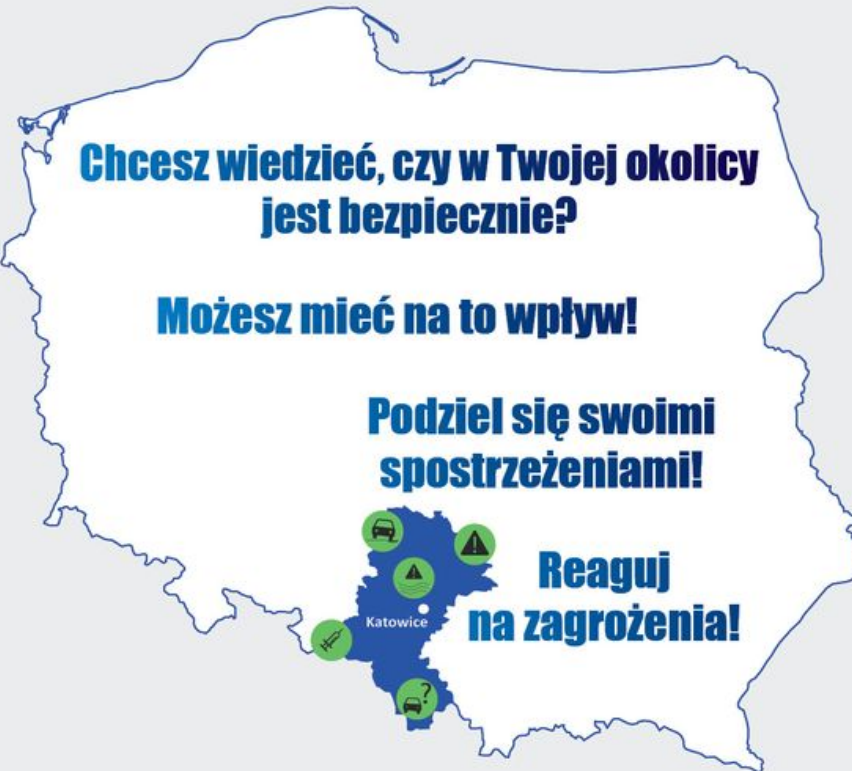 Chcesz wiedzieć, czy w Twojej okolicy
jest bezpiecznie?
Możesz mieć na to wpływ!
Podziel się swoimi
spostrzeżeniami!
Reaguj
na zagrożenia!
Katowice
?